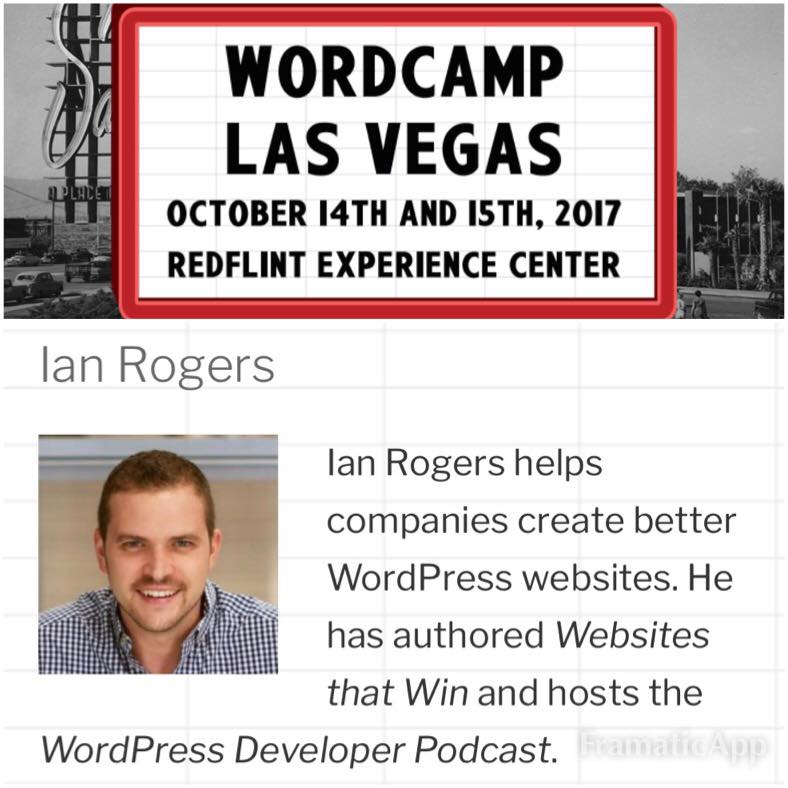 WORDCAMP
LAS VEGAS
OCTOBER 14TH AND 15TH, 2017
REDFLINT EXPERIENCE CENTER
Ian Rogers
Ian Rogers helps
companies create better
WordPress websites. He
has authored Websites
that Win and hosts the
WordPress Developer Podcast.
FramaticApp